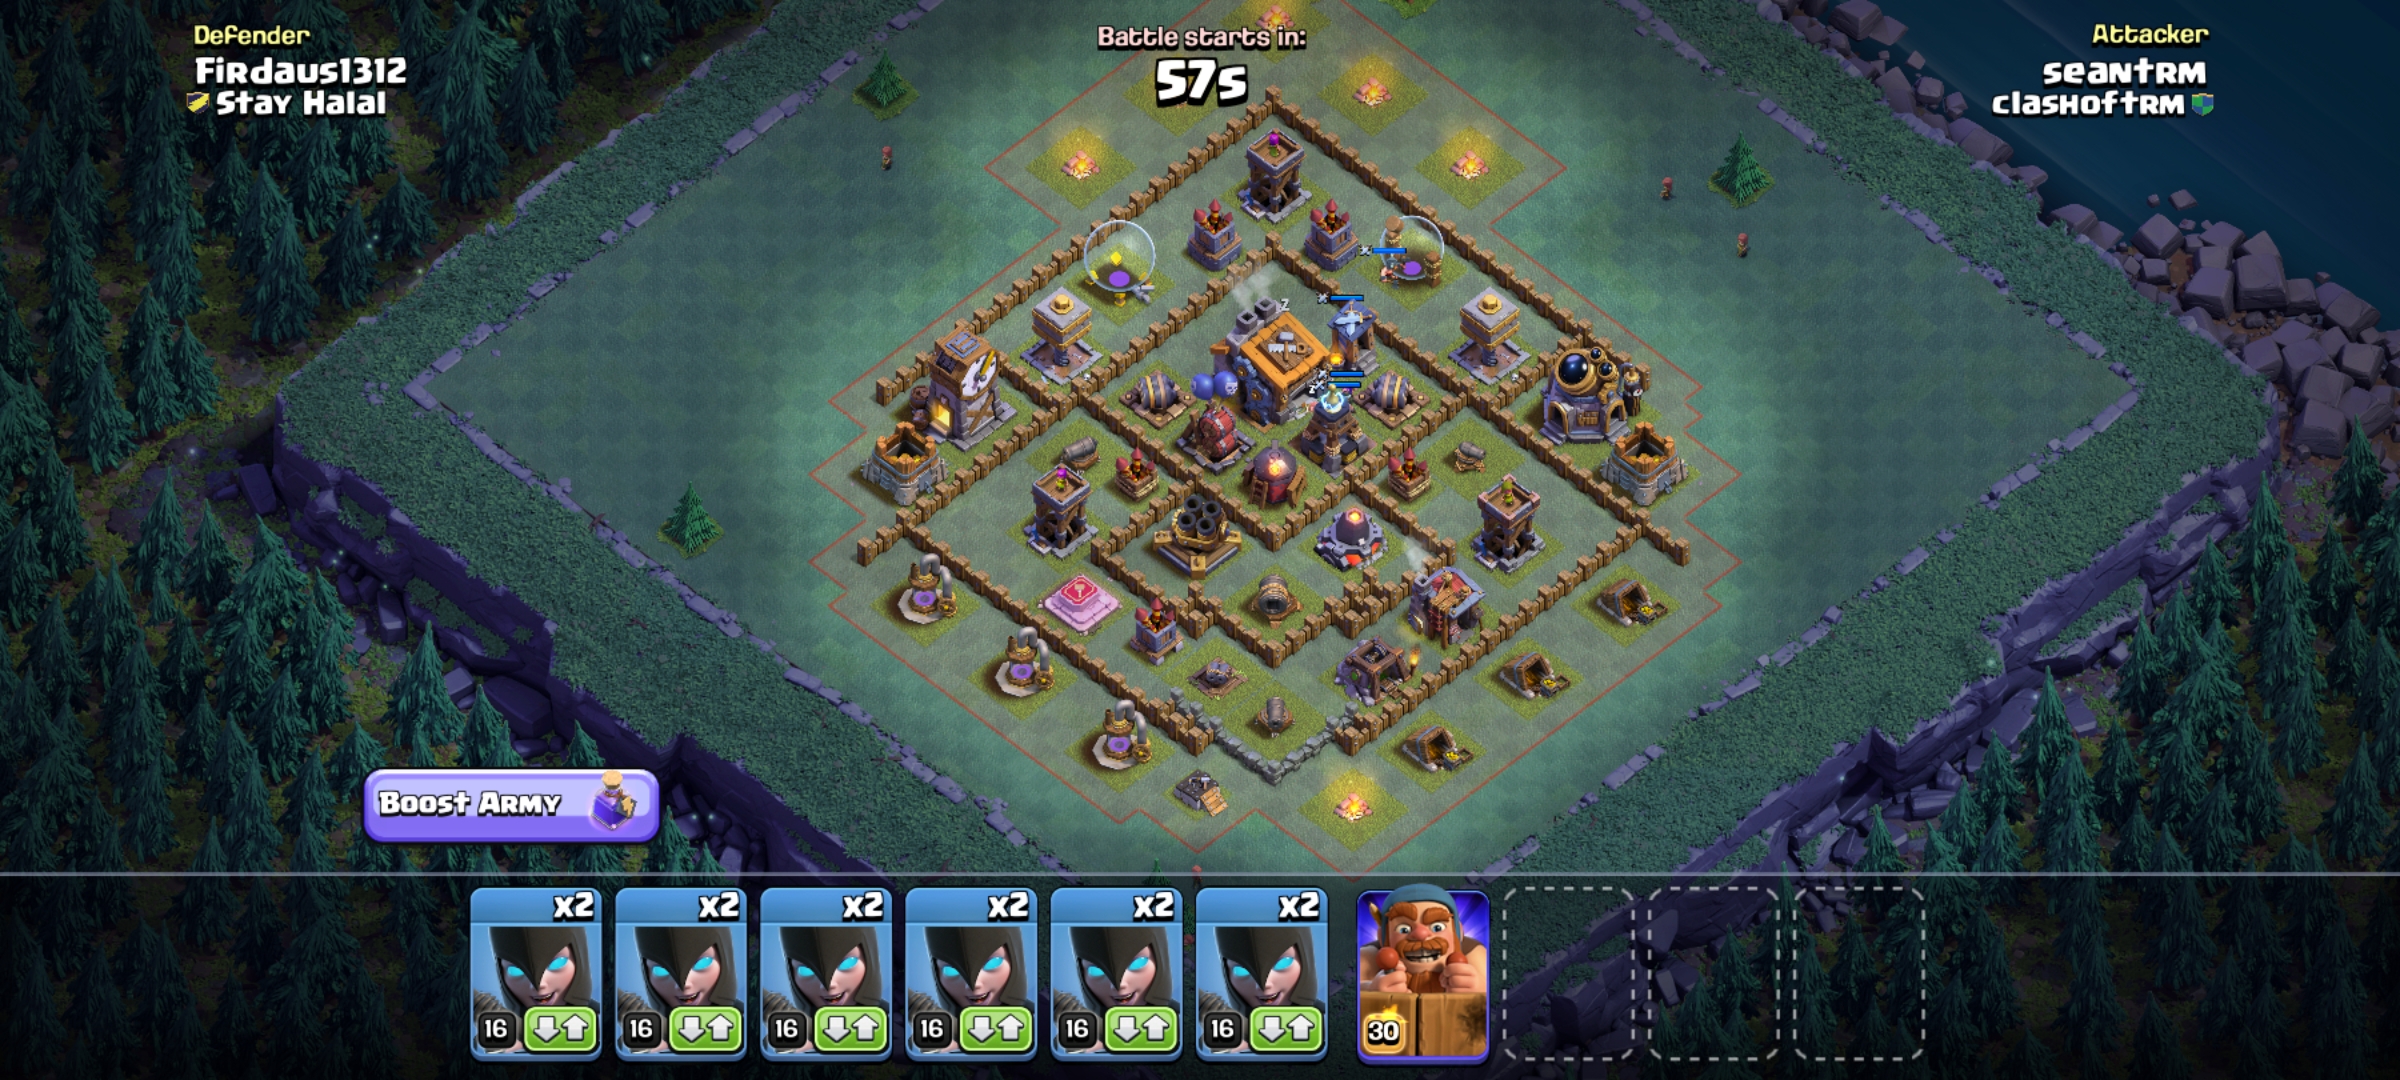 Defender
Firdaus1312
Stay Halal
Battle starts in:
57s
Attacker
seantRM
clashoftRM
Boost Army
x2
x2
x2
x2
x2
x2
16
16
16
16
16
16
30